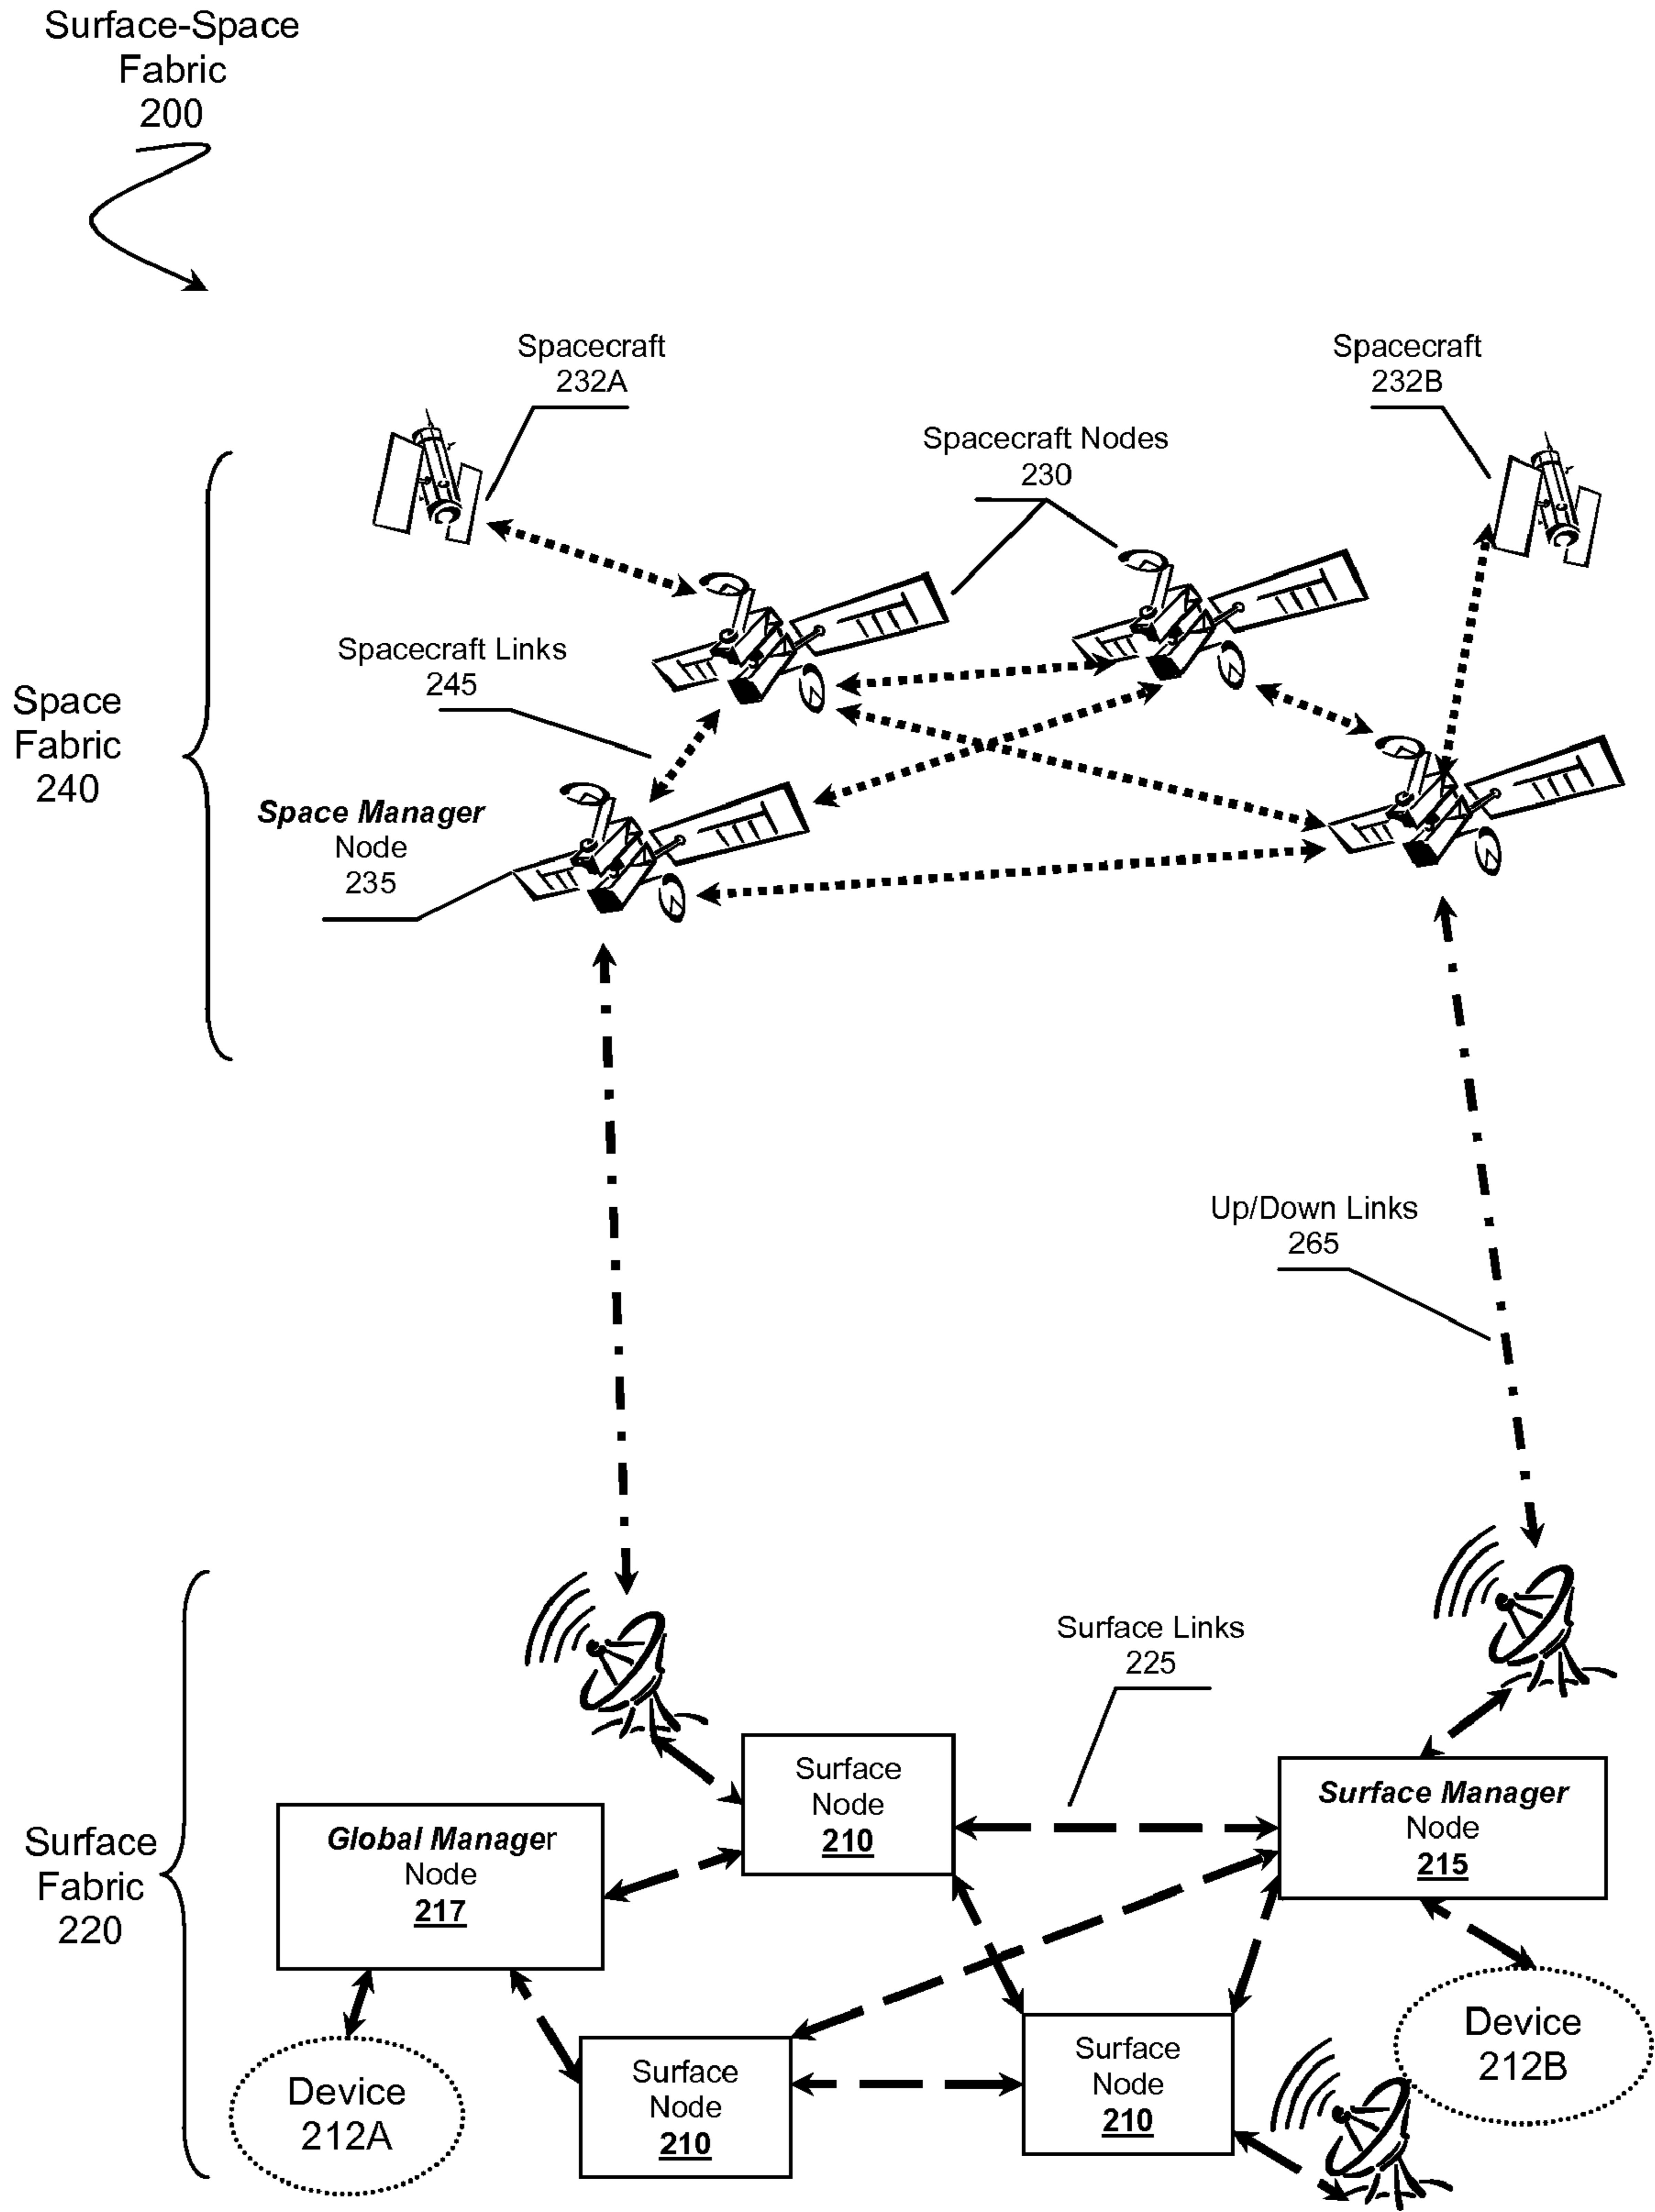 Surface-Space
Fabric
200
Spacecraft
232A
Spacecraft
232B
Spacecraft Nodes
230
Spacecraft Links
245
Space
Fabric
240
Space Manager
Node
235
Up/Down Links
265
Surface Links
225
Surface
Node
210
Surface Manager
Node
215
Global Manager
Node
217
Surface
Fabric
220
Surface
Node
210
Surface
Node
210
Device
212B
Device
212A